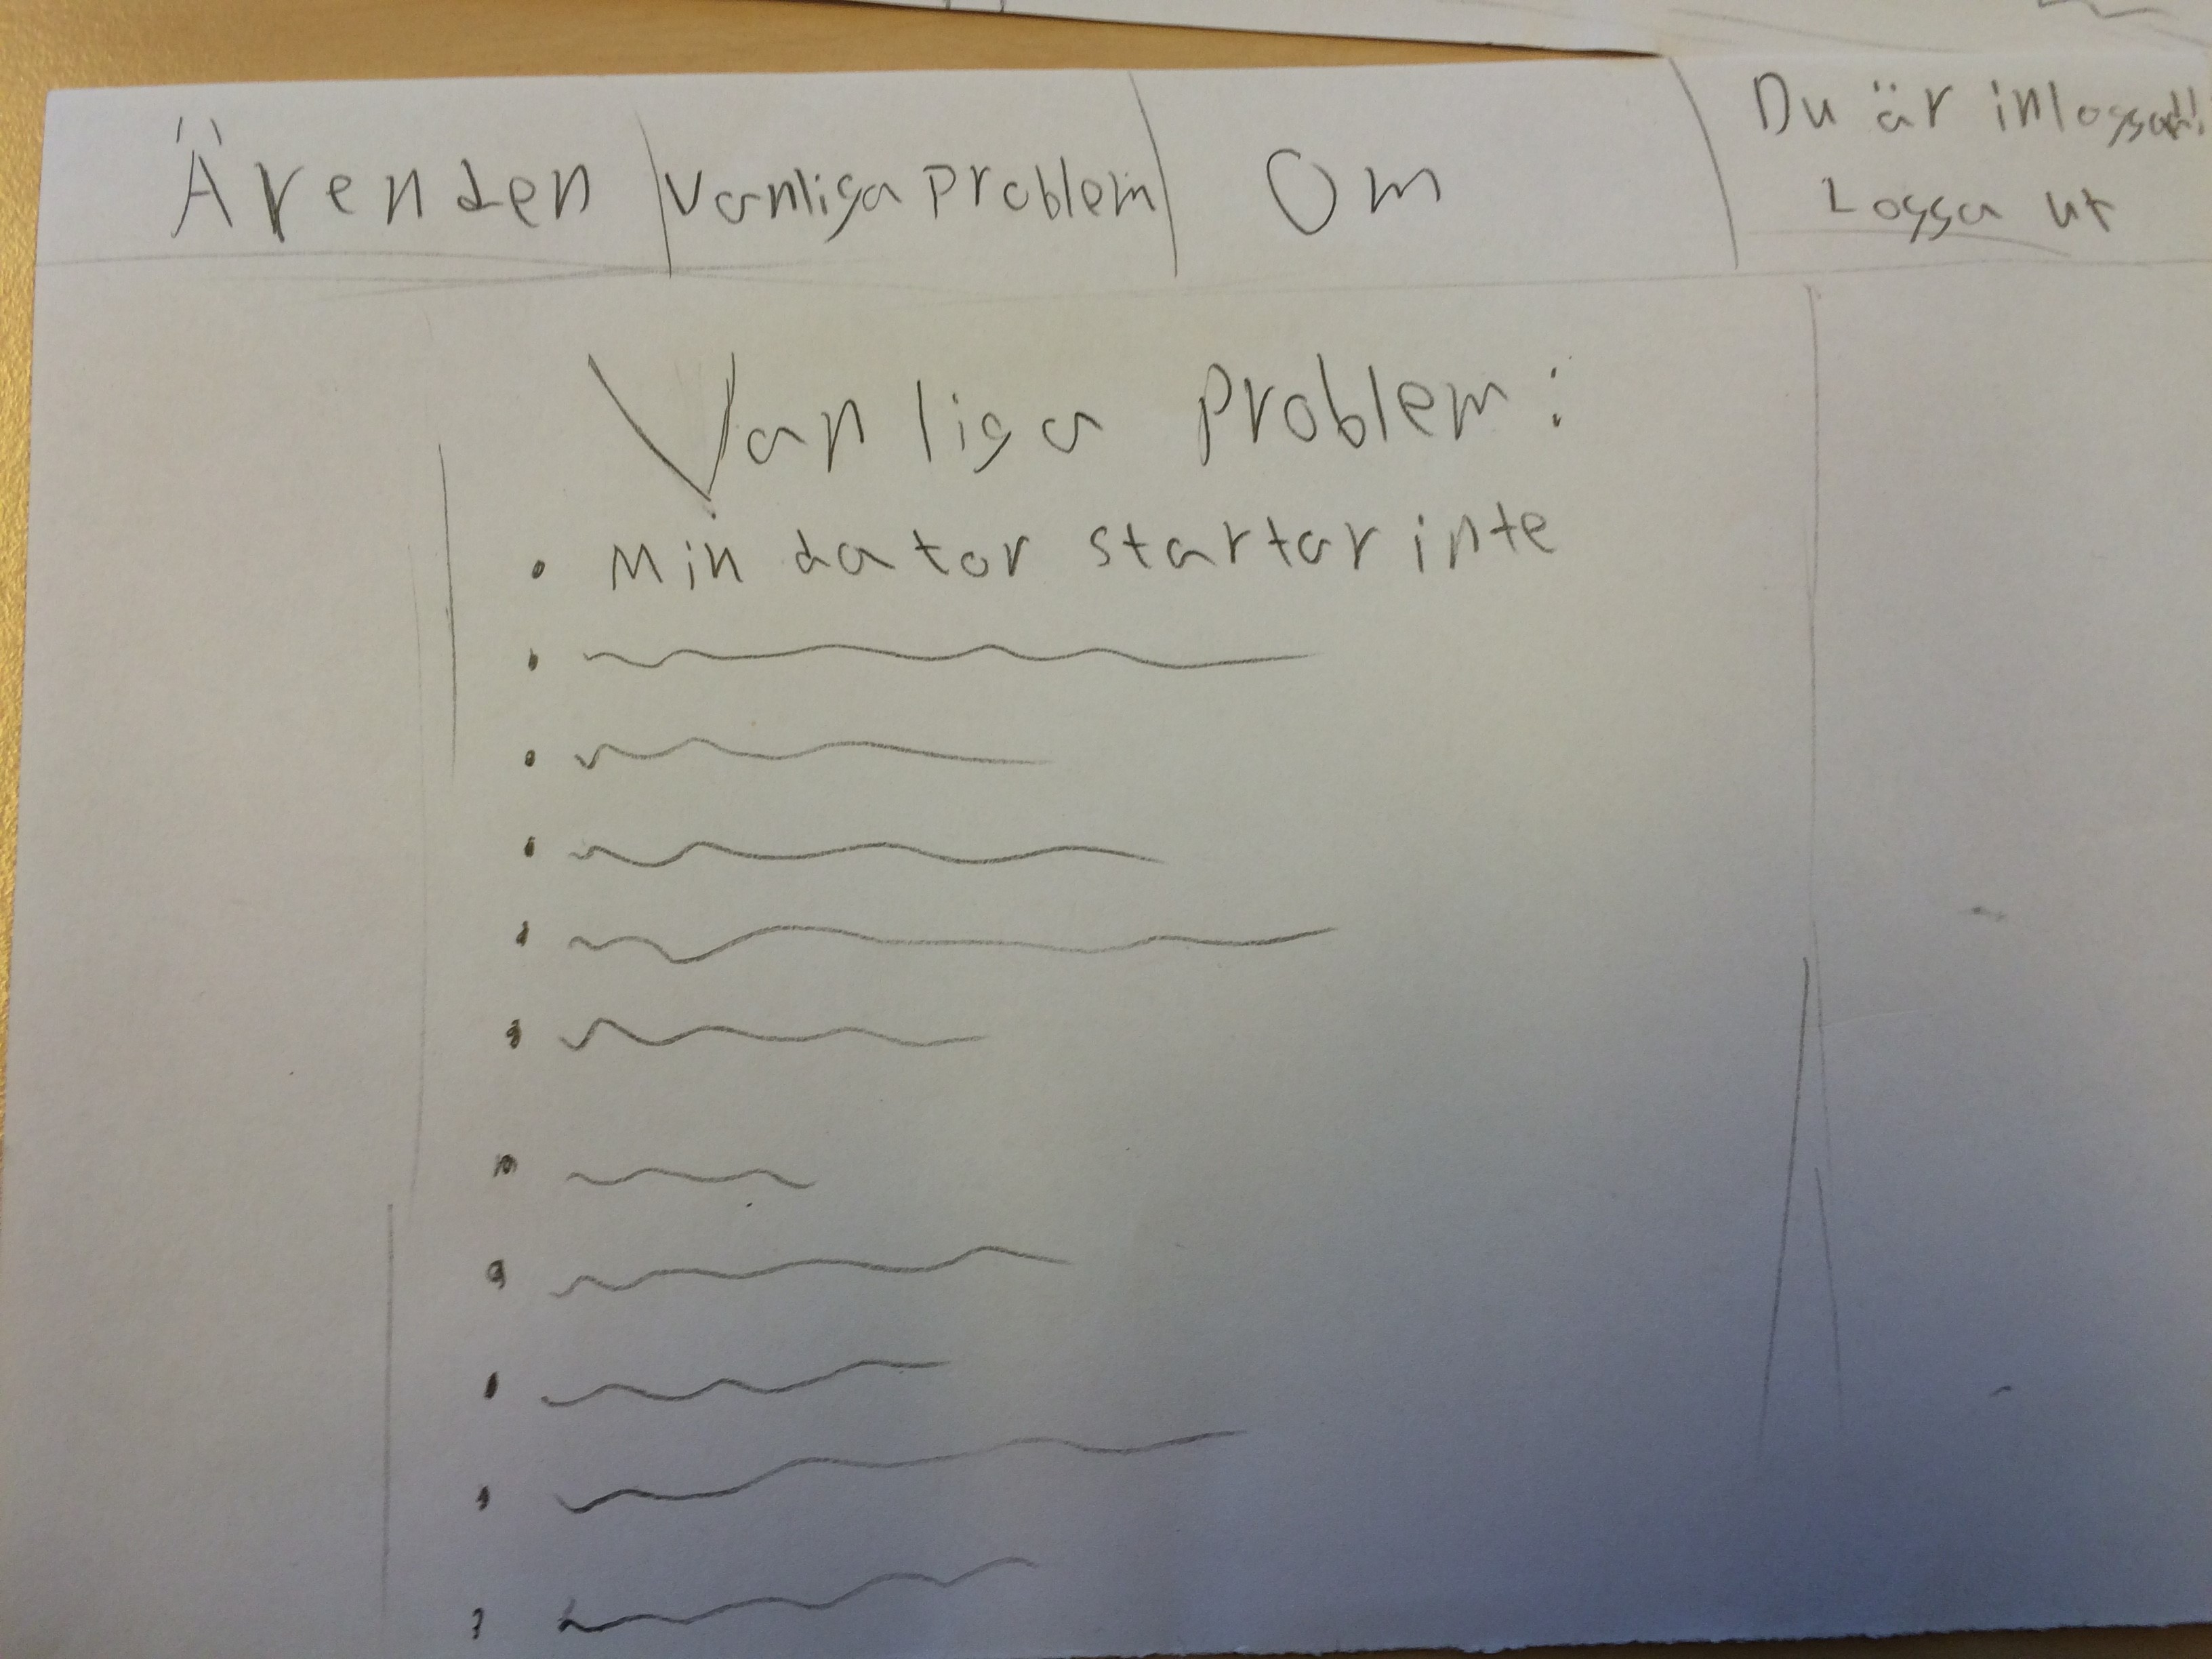 Ärenden
Vanliga problem
Om
Du är inloggad!
Logga ut
Vanliga problem:
• Min dator startar inte